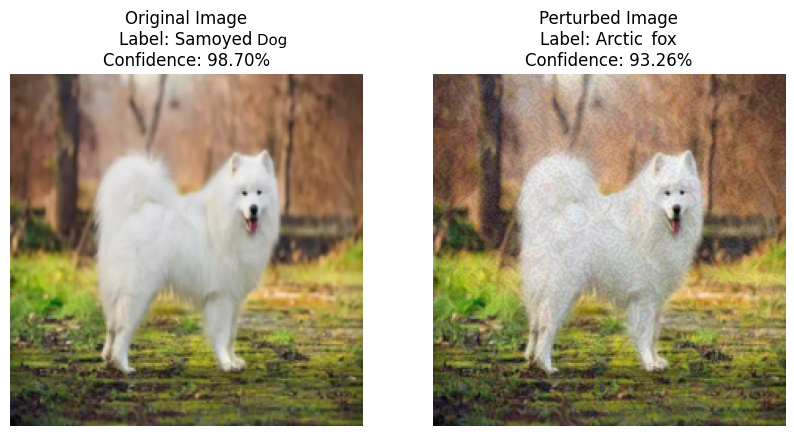 Original Image
Label: Samoyed Dog
Confidence: 98.70%
Perturbed Image
Label: Arctic fox
Confidence: 93.26%